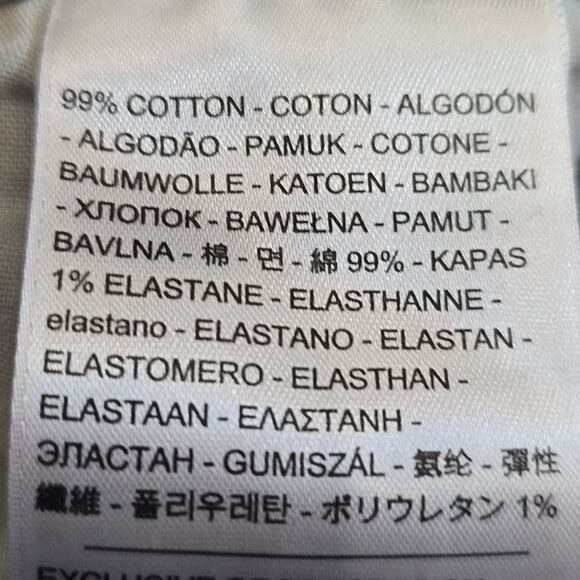 99% COTTON - COTON - ALGODÓN
- ALGODÃO - PAMUK - COTONE -
BAUMWOLLE - KATOEN - BAMBAKI
- ХЛОПОК - BAWEŁNA - PAMUT -
BAVLNA - 棉 - 면 - 綿 99% - KAPAS
1% ELASTANE - ELASTHANNE -
elastano - ELASTANO - ELASTAN -
ELASTOMERO - ELASTHAN -
ELASTAAN - ΕΛΑΣΤΑΝΗ -
ЭЛАСТАН - GUMISZÁL - 氨纶 - 彈性
纖維 - 폴리우레탄 - ポリウレタン 1%